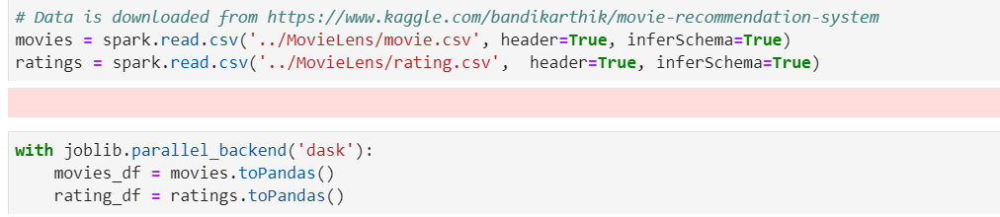 # Data is downloaded from https://www.kaggle.com/bandikarthik/movie-recommendation-system
movies = spark.read.csv('../MovieLens/movie.csv', header=True, inferSchema=True)
ratings = spark.read.csv('../MovieLens/rating.csv',  header=True, inferSchema=True)
with joblib.parallel_backend('dask'):
    movies_df = movies.toPandas()
    rating_df = ratings.toPandas()